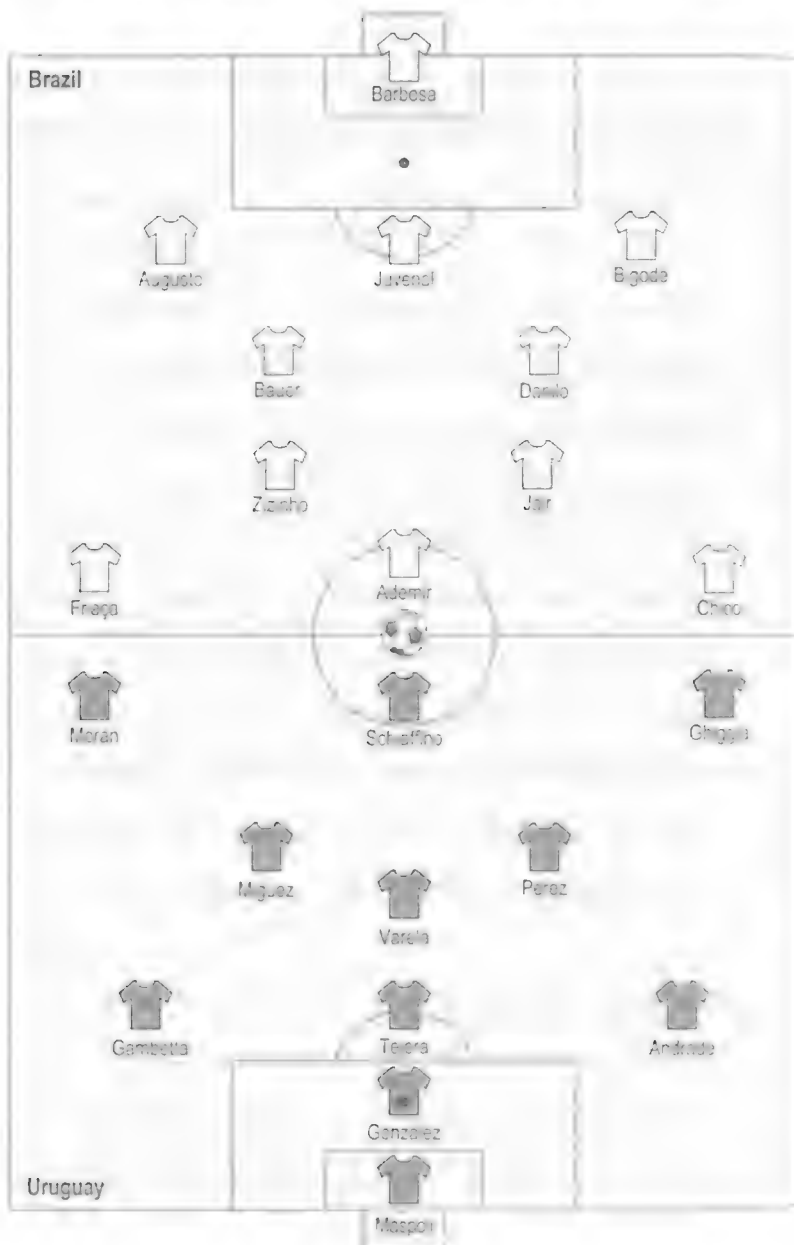 Brazil
Barbosa
Augusto Juvenal Bigode
Bauer Danilo
Zizinho Jair
Friaça Ademir Chico
Morán Schiaffino Ghiggia
Miguez Perez
Varela
Gambetta Tejera Andrade
Gonzalez
Uruguay
Maspoli